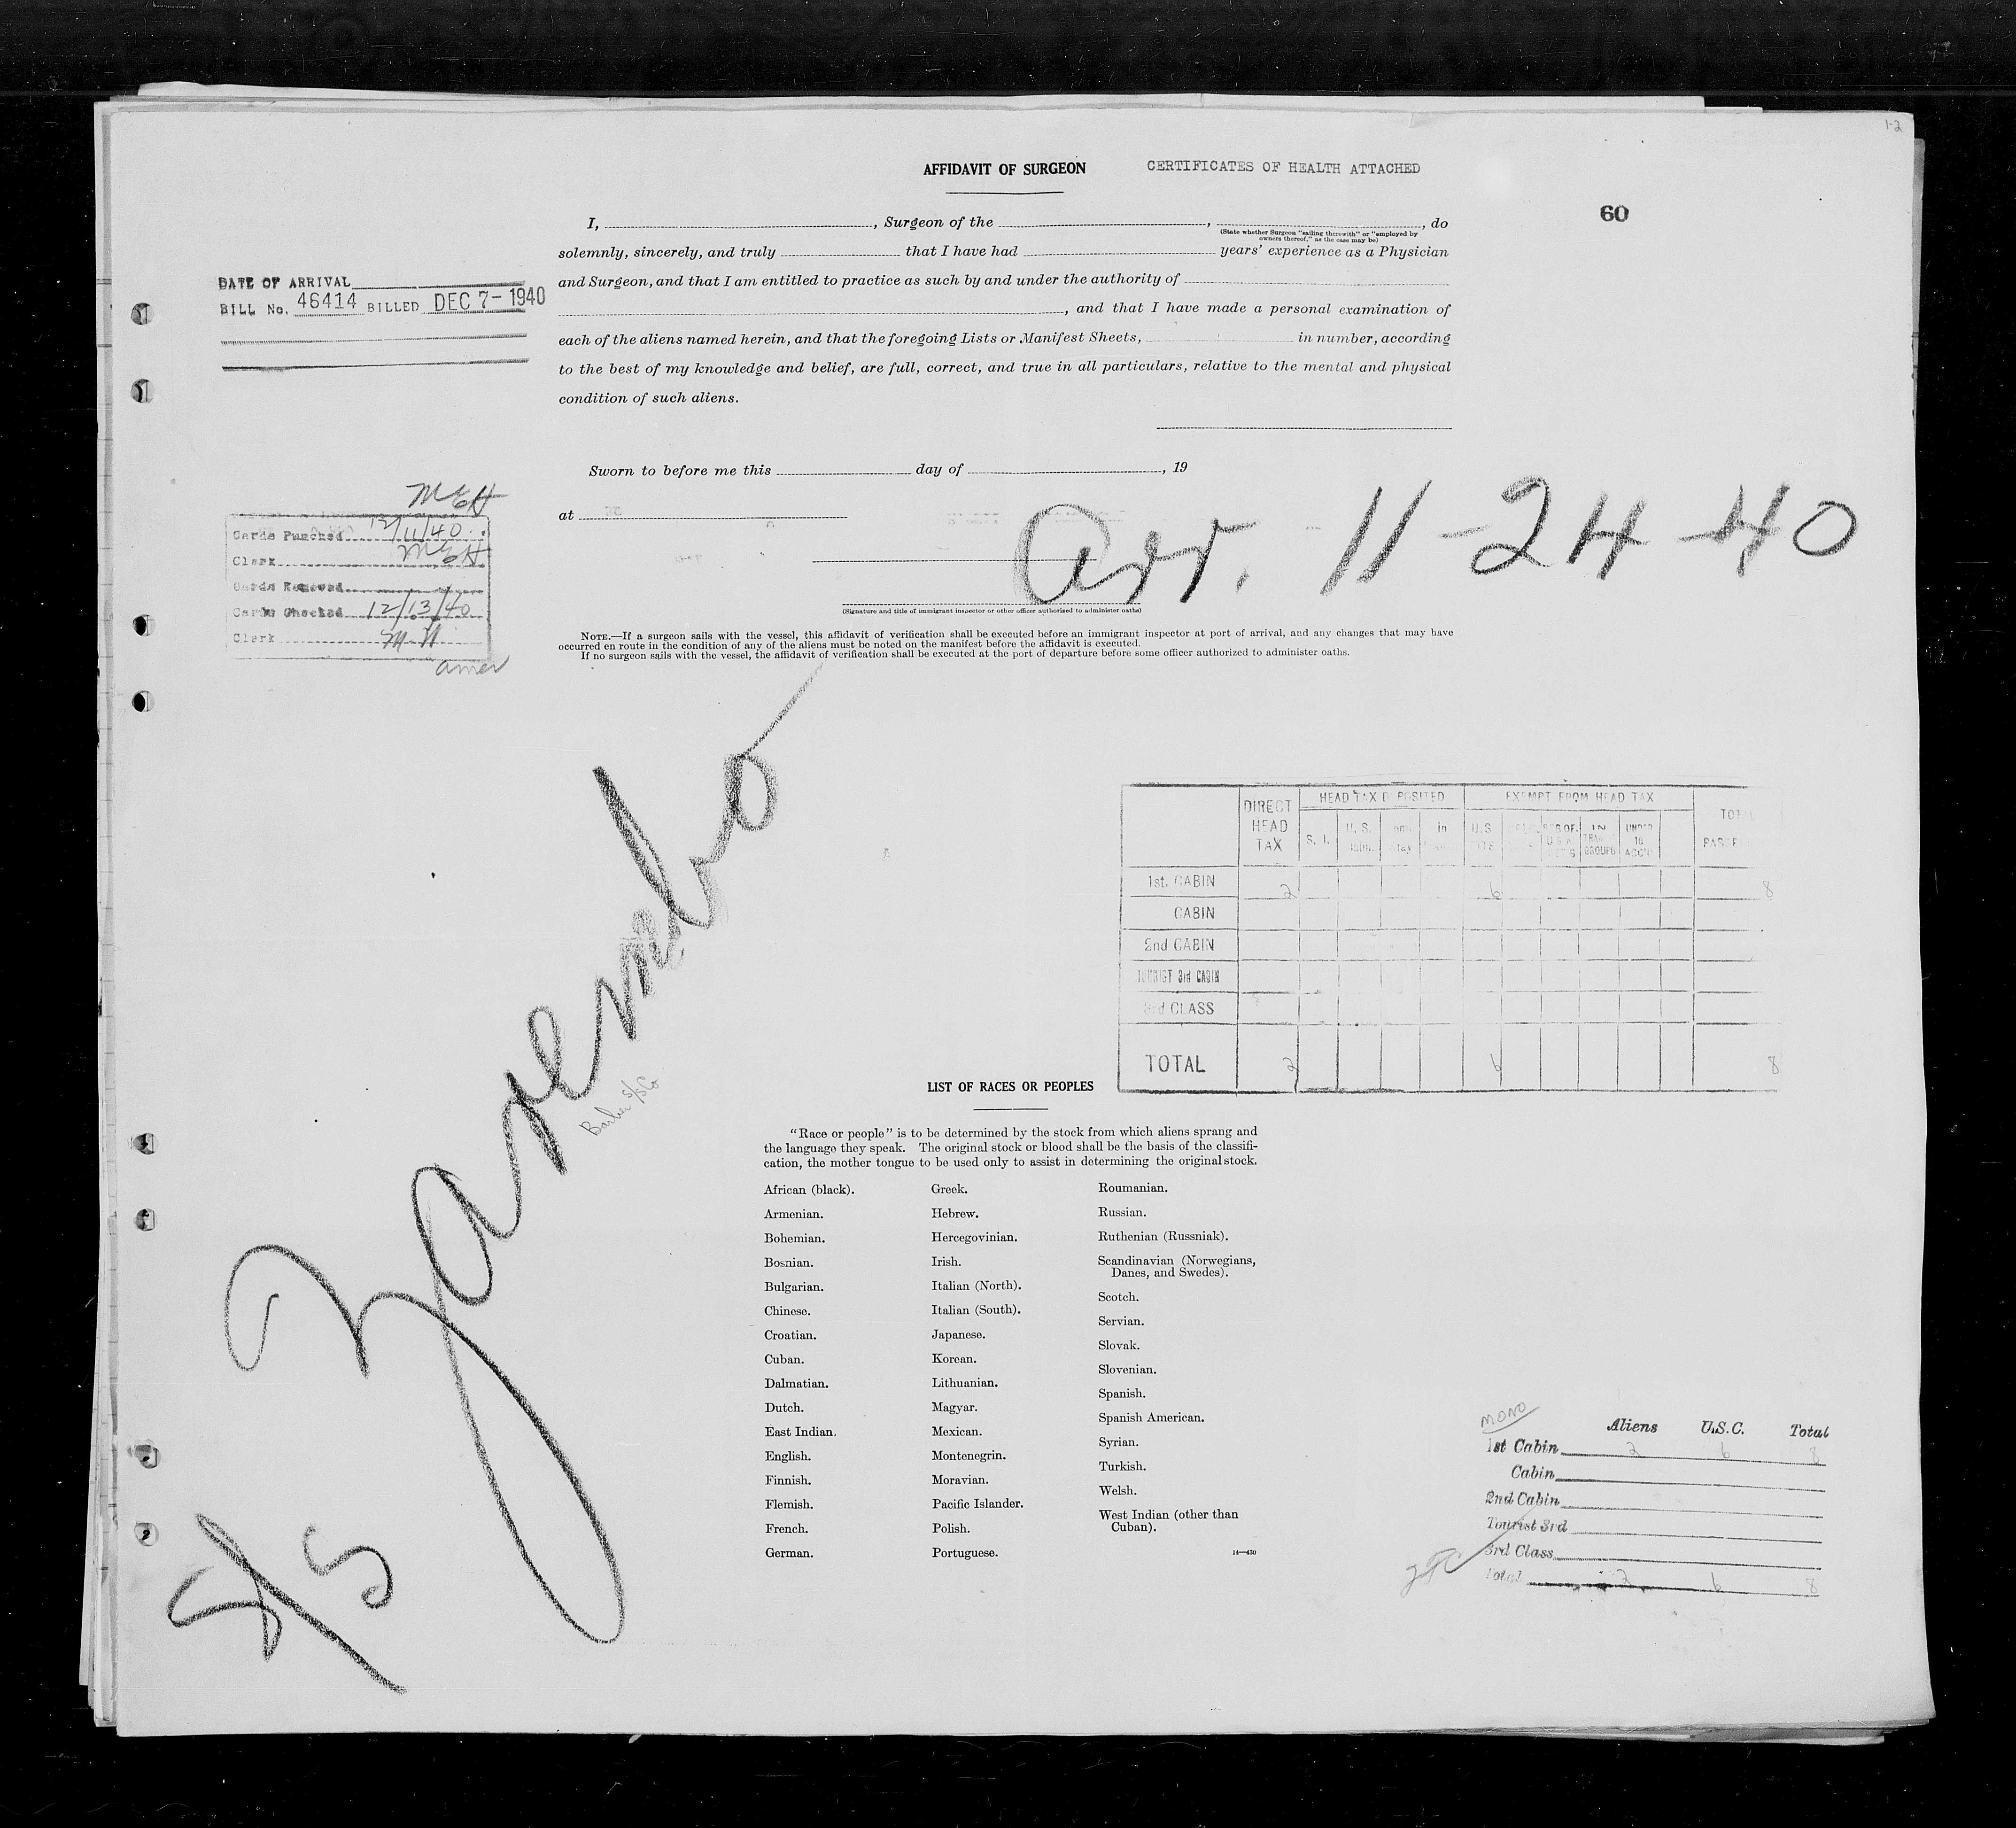 1-2
AFFIDAVIT OF SURGEON CERTIFICATES OF HEALTH ATTACHED
60
I, , Surgeon of the , , do
(State whether Surgeon "sailing therewith" or "employed by
owners thereof," as the case may be)
solemnly, sincerely, and truly that I have had years' experience as a Physician
and Surgeon, and that I am entitled to practice as such by and under the authority of
, and that I have made a personal examination of
each of the aliens named herein, and that the foregoing Lists or Manifest Sheets, in number, according
to the best of my knowledge and belief, are full, correct, and true in all particulars, relative to the mental and physical
condition of such aliens.
DATE OF ARRIVAL
BILL No. 46414 BILLED DEC 7- 1940
Sworn to before me this day of , 19
at
Arr. 11-24-40
(Signature and title of immigrant inspector or other officer authorized to administer oaths)
McH
Cards Punched 12/11/40
Clerk McH
Cards Removed
Cards Checked 12/13/40
Clerk M N
amer
NOTE.—If a surgeon sails with the vessel, this affidavit of verification shall be executed before an immigrant inspector at port of arrival, and any changes that may have
occurred en route in the condition of any of the aliens must be noted on the manifest before the affidavit is executed.
If no surgeon sails with the vessel, the affidavit of verification shall be executed at the port of departure before some officer authorized to administer oaths.
S/S Zarembo
Barber S/S Co
DIRECT HEAD TAX HEAD TAX DEPOSITED EXEMPT FROM HEAD TAX
S. I. U. S. in U.S. IN GROUPS UNDER 16
1st. CABIN 2 6 8
CABIN
2nd CABIN
TOURIST 3rd CABIN
3rd CLASS
TOTAL 2 6 8
LIST OF RACES OR PEOPLES
"Race or people" is to be determined by the stock from which aliens sprang and
the language they speak. The original stock or blood shall be the basis of the classifi-
cation, the mother tongue to be used only to assist in determining the original stock.
African (black).
Armenian.
Bohemian.
Bosnian.
Bulgarian.
Chinese.
Croatian.
Cuban.
Dalmatian.
Dutch.
East Indian.
English.
Finnish.
Flemish.
French.
German.
Greek.
Hebrew.
Hercegovinian.
Irish.
Italian (North).
Italian (South).
Japanese.
Korean.
Lithuanian.
Magyar.
Mexican.
Montenegrin.
Moravian.
Pacific Islander.
Polish.
Portuguese.
Roumanian.
Russian.
Ruthenian (Russniak).
Scandinavian (Norwegians,
Danes, and Swedes).
Scotch.
Servian.
Slovak.
Slovenian.
Spanish.
Spanish American.
Syrian.
Turkish.
Welsh.
West Indian (other than
Cuban).
14—430
MONO
Aliens U.S.C. Total
1st Cabin 2 6 8
Cabin
2nd Cabin
Tourist 3rd
3rd Class
Total 2 6 8